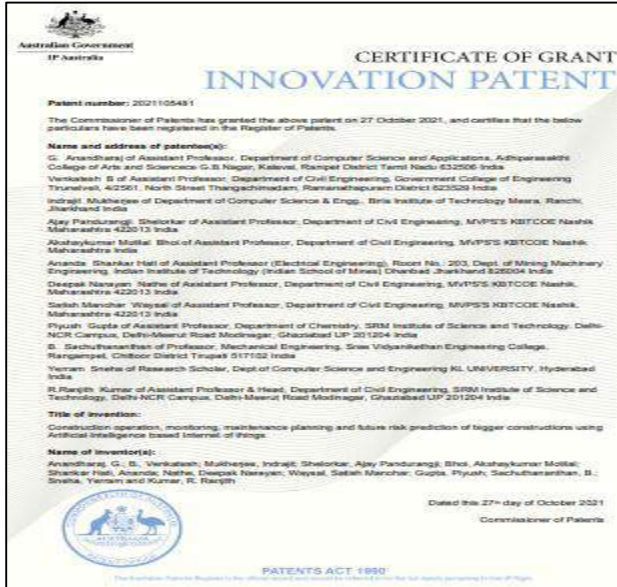 Australian Government
IP Australia
CERTIFICATE OF GRANT
INNOVATION PATENT
Patent number: 2021105481
The Commissioner of Patents has granted the above patent on 27 October 2021, and certifies that the below
particulars have been registered in the Register of Patents.
Name and address of patentee(s):
G. Anandharaj of Assistant Professor, Department of Computer Science and Applications, Adhiparasakthi
College of Arts and Sciencece G.B.Nagar, Kalavai, Ranipet District Tamil Nadu 632506 India
Venkatesh B of Assistant Professor, Department of Civil Engineering, Government College of Engineering
Tirunelveli, 4/2561, North Street Thangachimadam, Ramanathapuram District 623529 India
Indrajit Mukherjee of Department of Computer Science & Engg., Birla Institute of Technology Mesra, Ranchi,
Jharkhand India
Ajay Pandurangji Shelorkar of Assistant Professor, Department of Civil Engineering, MVPS'S KBTCOE Nashik
Maharashtra 422013 India
Akshaykumar Motilal Bhoi of Assistant Professor, Department of Civil Engineering, MVPS'S KBTCOE Nashik
Maharashtra India
Ananda Shankar Hati of Assistant Professor (Electrical Engineering), Room No.: 203, Dept. of Mining Machinery
Engineering, Indian Institute of Technology (Indian School of Mines) Dhanbad Jharkhand 826004 India
Deepak Narayan Nathe of Assistant Professor, Department of Civil Engineering, MVPS'S KBTCOE Nashik,
Maharashtra 422013 India
Satish Manohar Waysal of Assistant Professor, Department of Civil Engineering, MVPS'S KBTCOE Nashik,
Maharashtra 422013 India
Piyush Gupta of Assistant Professor, Department of Chemistry, SRM Institute of Science and Technology, Delhi-
NCR Campus, Delhi-Meerut Road Modinagar, Ghaziabad UP 201204 India
B. Sachuthananthan of Professor, Mechanical Engineering, Sree Vidyanikethan Engineering College,
Rangampet, Chittoor District Tirupati 517102 India
Yerram Sneha of Research Scholar, Dept of Computer Science and Engineering KL UNIVERSITY, Hyderabad
India
R.Ranjith Kumar of Assistant Professor & Head, Department of Civil Engineering, SRM Institute of Science and
Technology, Delhi-NCR Campus, Delhi-Meerut Road Modinagar, Ghaziabad UP 201204 India
Title of invention:
Construction operation, monitoring, maintenance planning and future risk prediction of bigger constructions using
Artificial Intelligence based Internet of things
Name of inventor(s):
Anandharaj, G.; B., Venkatesh; Mukherjee, Indrajit; Shelorkar, Ajay Pandurangji; Bhoi, Akshaykumar Motilal;
Shankar Hati, Ananda; Nathe, Deepak Narayan; Waysal, Satish Manohar; Gupta, Piyush; Sachuthananthan, B.;
Sneha, Yerram and Kumar, R. Ranjith
Dated this 27th day of October 2021
Commissioner of Patents
COMMONWEALTH OF AUSTRALIA
PATENT OFFICE
PATENTS ACT 1990